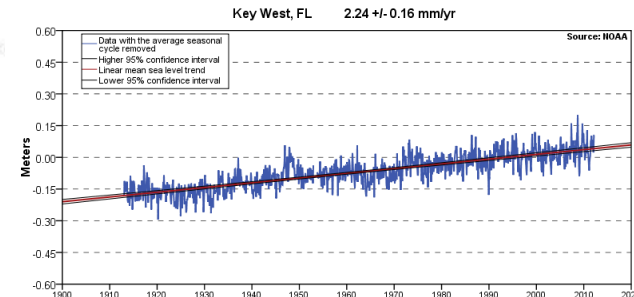 Key West, FL 2.24 +/- 0.16 mm/yr
Source: NOAA
Data with the average seasonal
cycle removed
Higher 95% confidence interval
Linear mean sea level trend
Lower 95% confidence interval
Meters
0.60
0.45
0.30
0.15
0.00
-0.15
-0.30
-0.45
-0.60
1900 1910 1920 1930 1940 1950 1960 1970 1980 1990 2000 2010 202